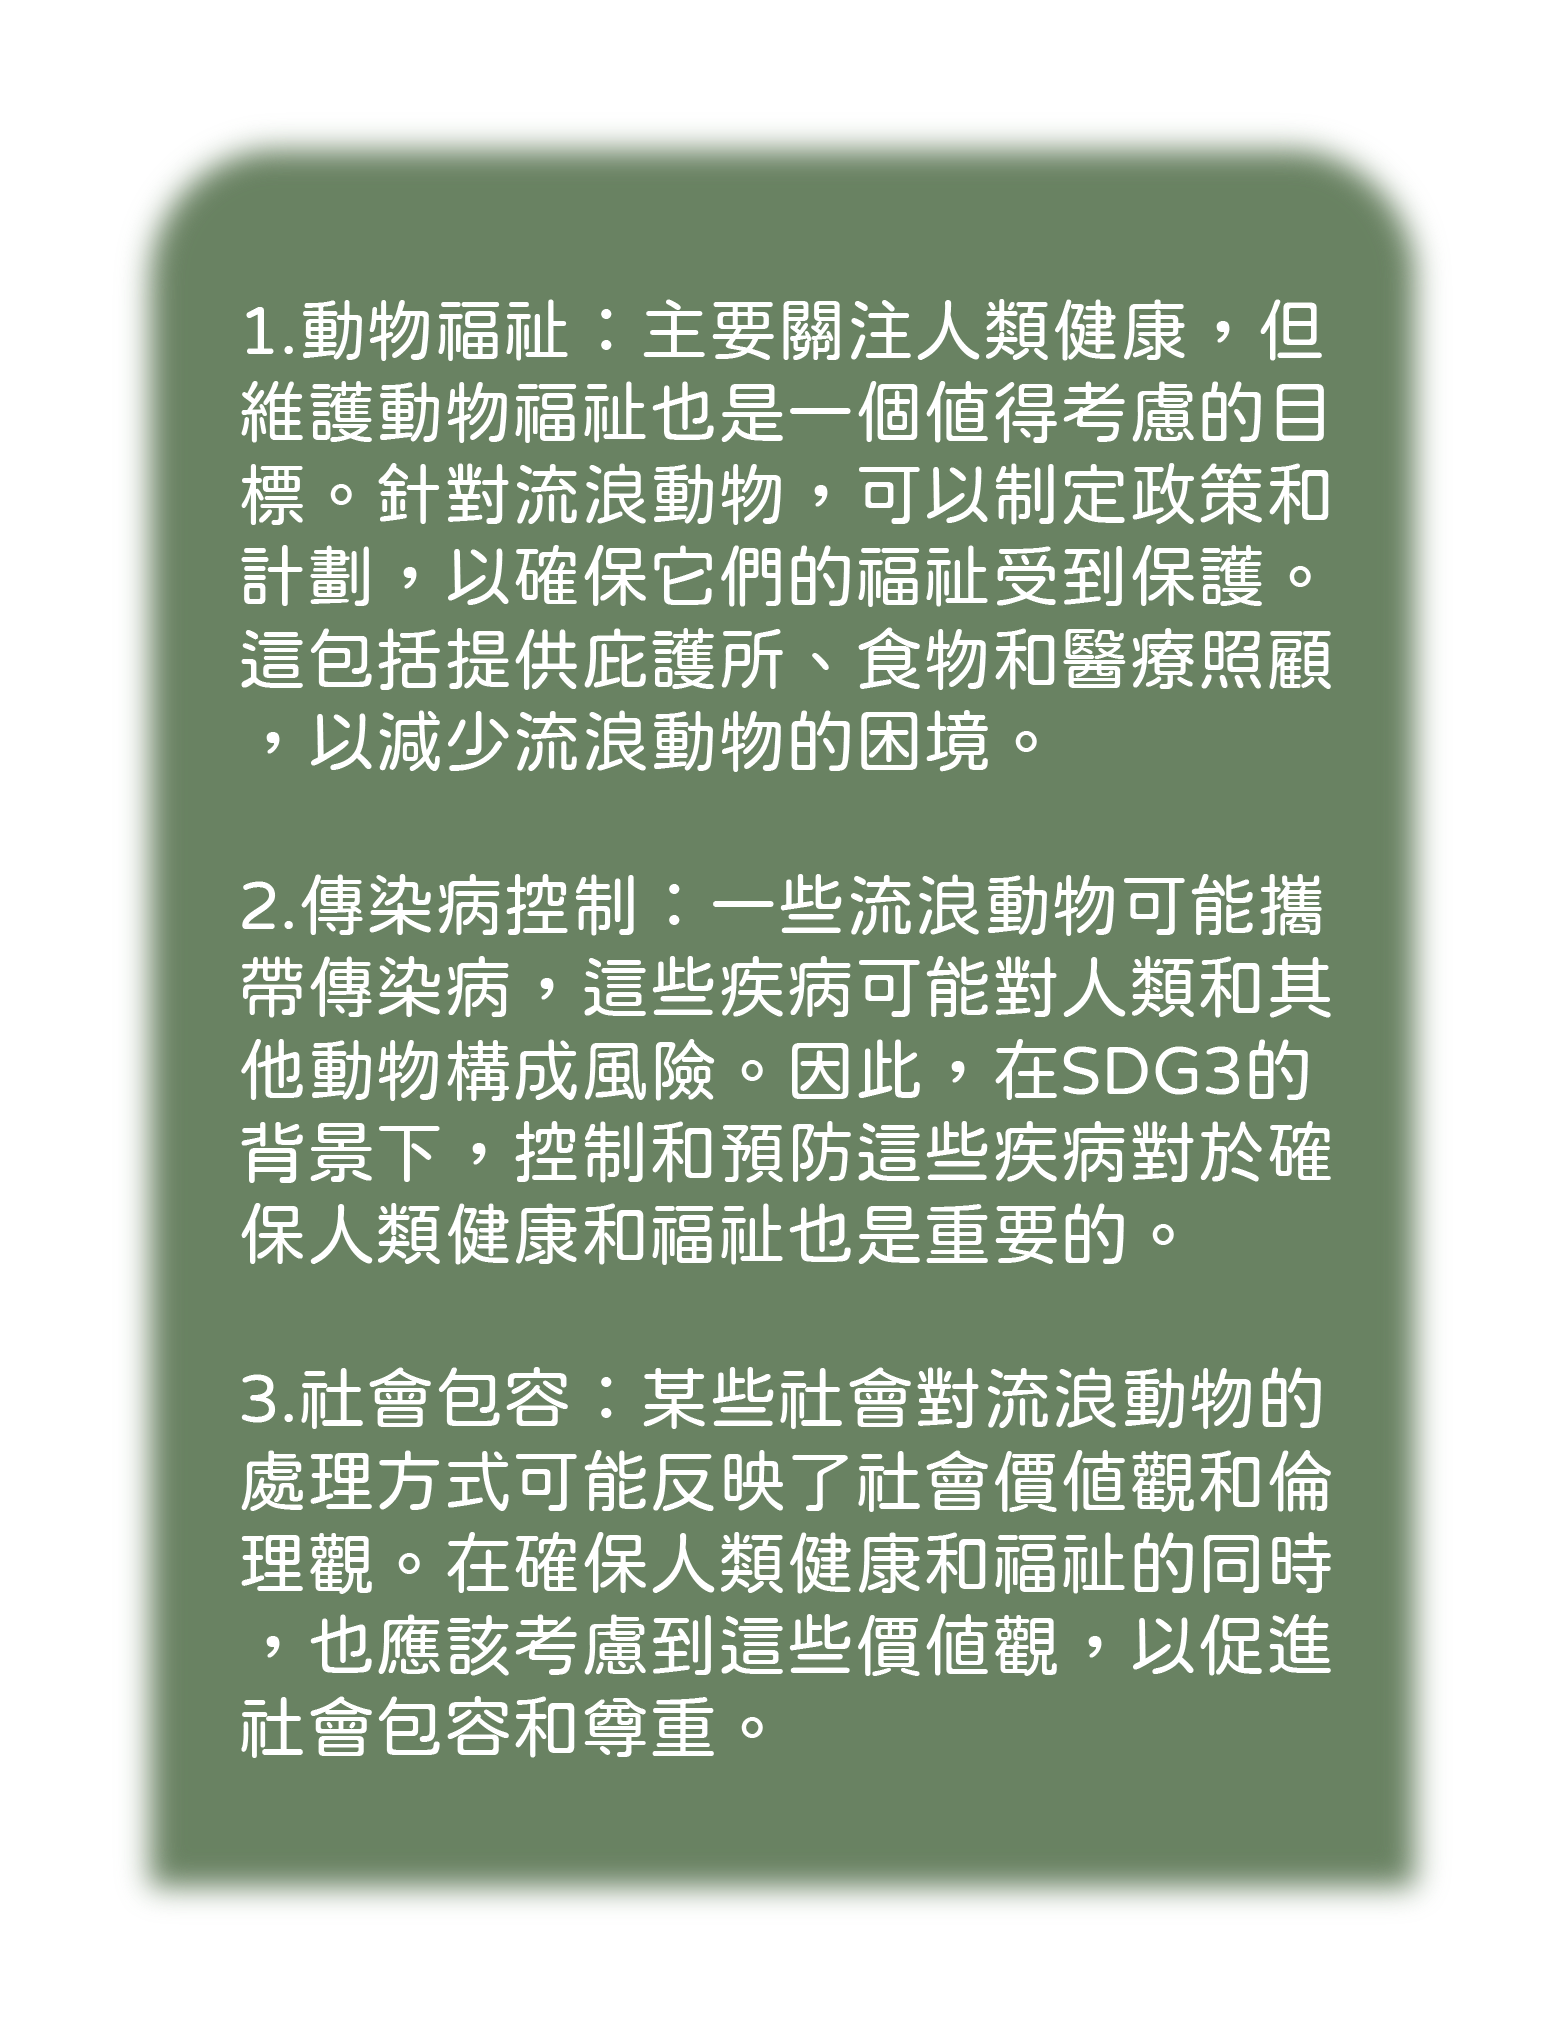 1.動物福祉：主要關注人類健康，但
維護動物福祉也是一個值得考慮的目
標。針對流浪動物，可以制定政策和
計劃，以確保它們的福祉受到保護。
這包括提供庇護所、食物和醫療照顧
，以減少流浪動物的困境。
2.傳染病控制：一些流浪動物可能攜
帶傳染病，這些疾病可能對人類和其
他動物構成風險。因此，在SDG3的
背景下，控制和預防這些疾病對於確
保人類健康和福祉也是重要的。
3.社會包容：某些社會對流浪動物的
處理方式可能反映了社會價值觀和倫
理觀。在確保人類健康和福祉的同時
，也應該考慮到這些價值觀，以促進
社會包容和尊重。